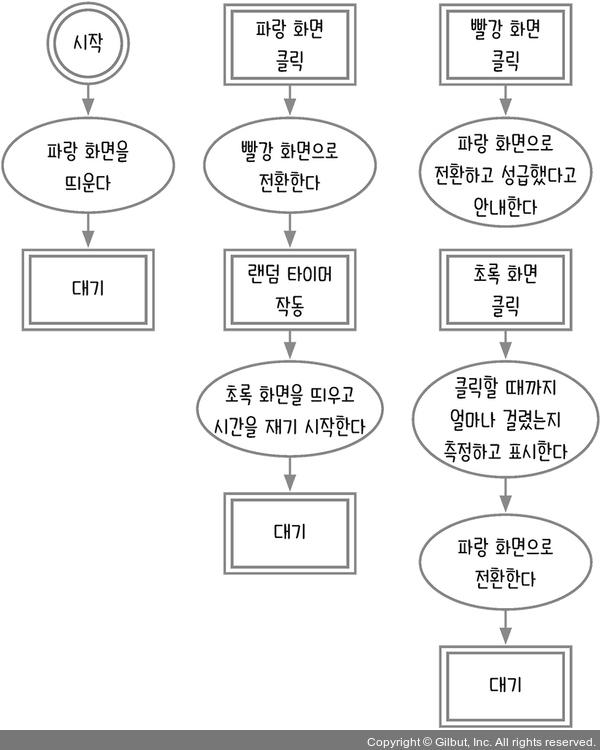 시작
파랑 화면을
띄운다
대기
파랑 화면
클릭
빨강 화면으로
전환한다
랜덤 타이머
작동
초록 화면을 띄우고
시간을 재기 시작한다
대기
빨강 화면
클릭
파랑 화면으로
전환하고 성급했다고
안내한다
초록 화면
클릭
클릭할 때까지
얼마나 걸렸는지
측정하고 표시한다
파랑 화면으로
전환한다
대기
Copyright © Gilbut, Inc. All rights reserved.